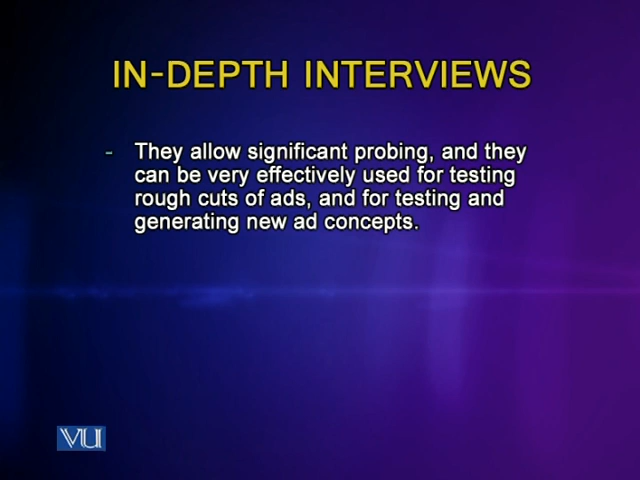 IN-DEPTH INTERVIEWS
- They allow significant probing, and they
can be very effectively used for testing
rough cuts of ads, and for testing and
generating new ad concepts.
VU